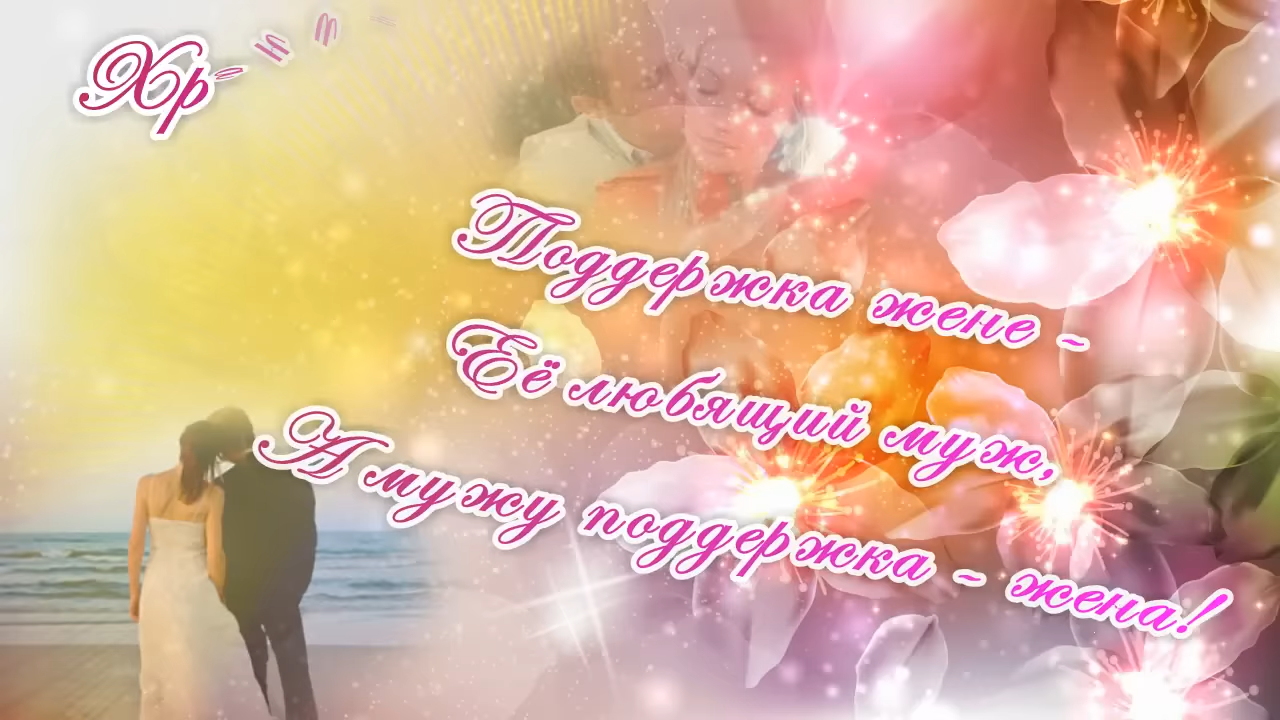 Поддержка жене -
Её любящий муж,
А мужу поддержка - жена!